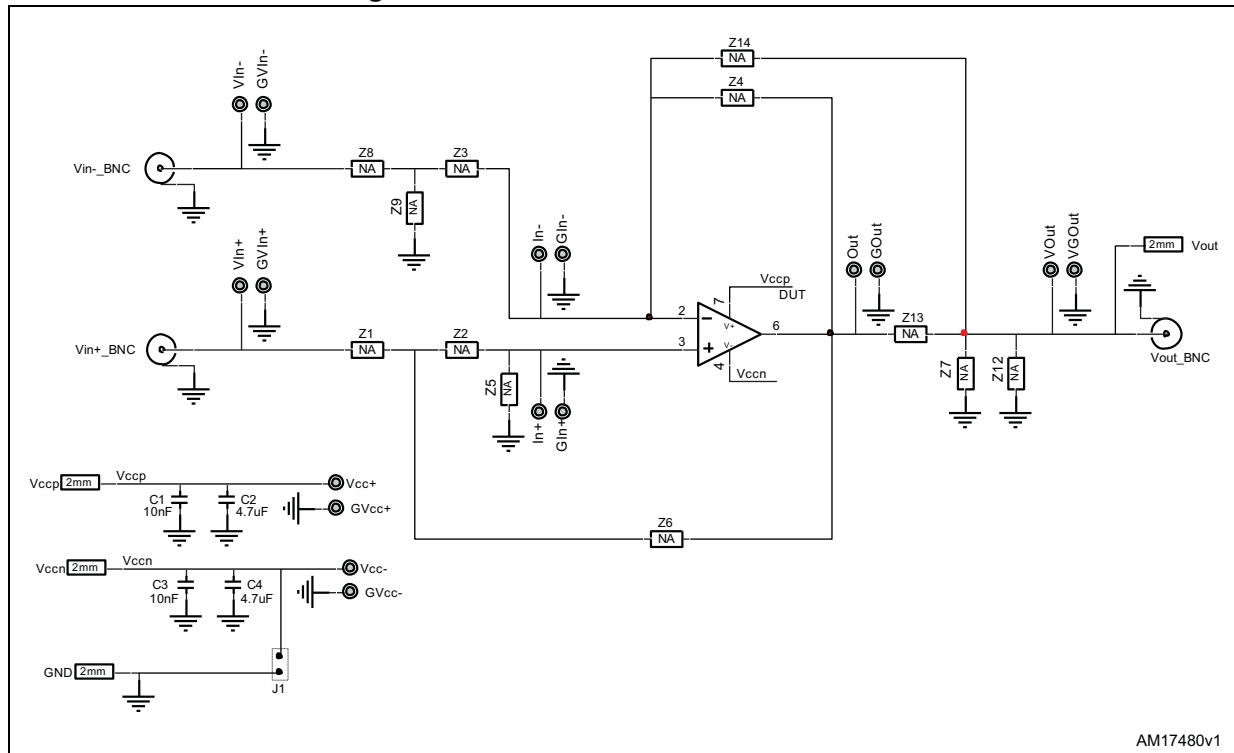 Z14
NA
Z4
NA
VIn-
GVIn-
Vin-_BNC
Z8
NA
Z3
NA
Z9
NA
VIn+
GVIn+
In-
GIn-
Vccp
DUT
2
7
V+
6
3
V-
4
Vccn
Out
GOut
Z13
NA
VOut
VGOut
2mm
Vout
Vout_BNC
Vin+_BNC
Z1
NA
Z2
NA
Z5
NA
In+
GIn+
Z7
NA
Z12
NA
Vccp
2mm
Vccp
C1
10nF
C2
4.7uF
Vcc+
GVcc+
Z6
NA
Vccn
2mm
Vccn
C3
10nF
C4
4.7uF
Vcc-
GVcc-
GND
2mm
J1
AM17480v1